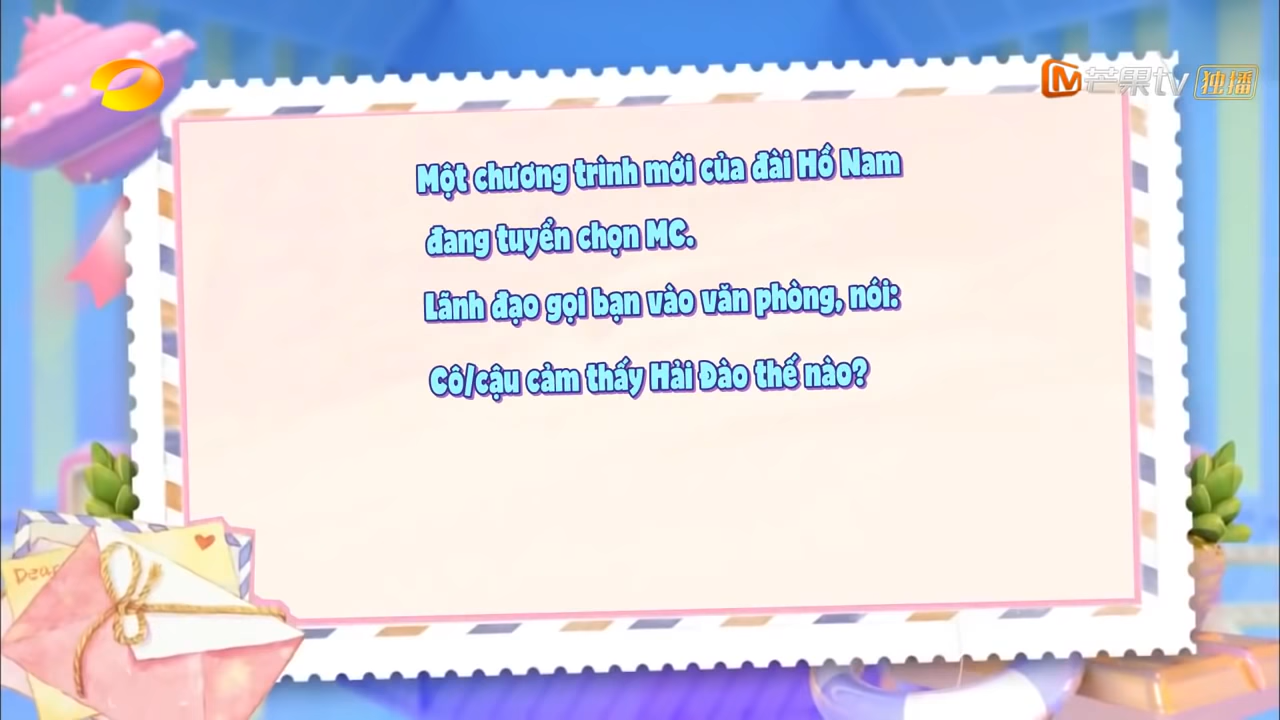 芒果tv 独播
Một chương trình mới của đài Hồ Nam
đang tuyển chọn MC.
Lãnh đạo gọi bạn vào văn phòng, nói:
Cô/cậu cảm thấy Hải Đào thế nào?
Dear